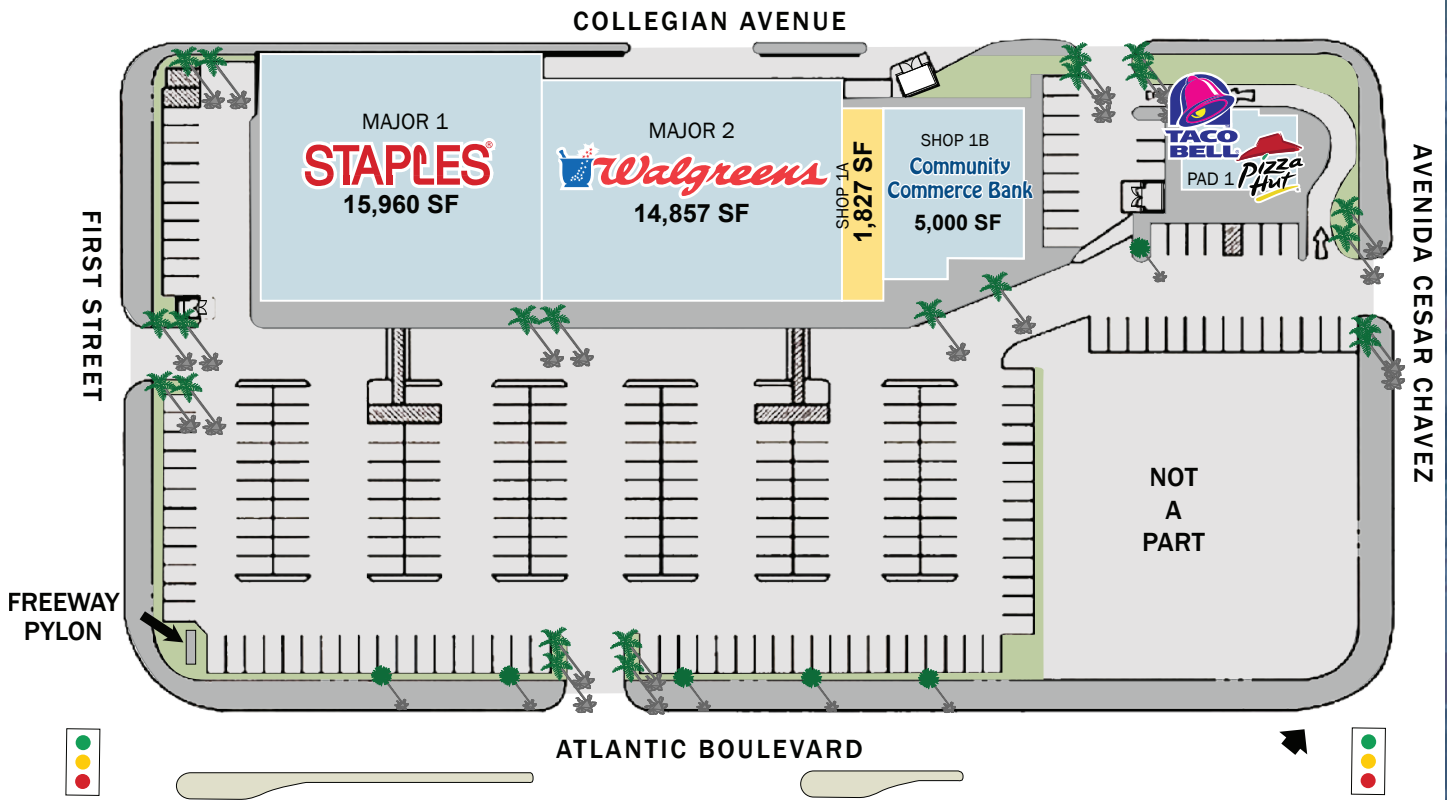 COLLEGIAN AVENUE
MAJOR 1
STAPLES®
15,960 SF
MAJOR 2
Walgreens
14,857 SF
SHOP 1A
1,827 SF
SHOP 1B
Community
Commerce Bank
5,000 SF
TACO
BELL
PAD 1
Pizza
Hut
FIRST STREET
AVENIDA CESAR CHAVEZ
NOT
A
PART
FREEWAY
PYLON
ATLANTIC BOULEVARD